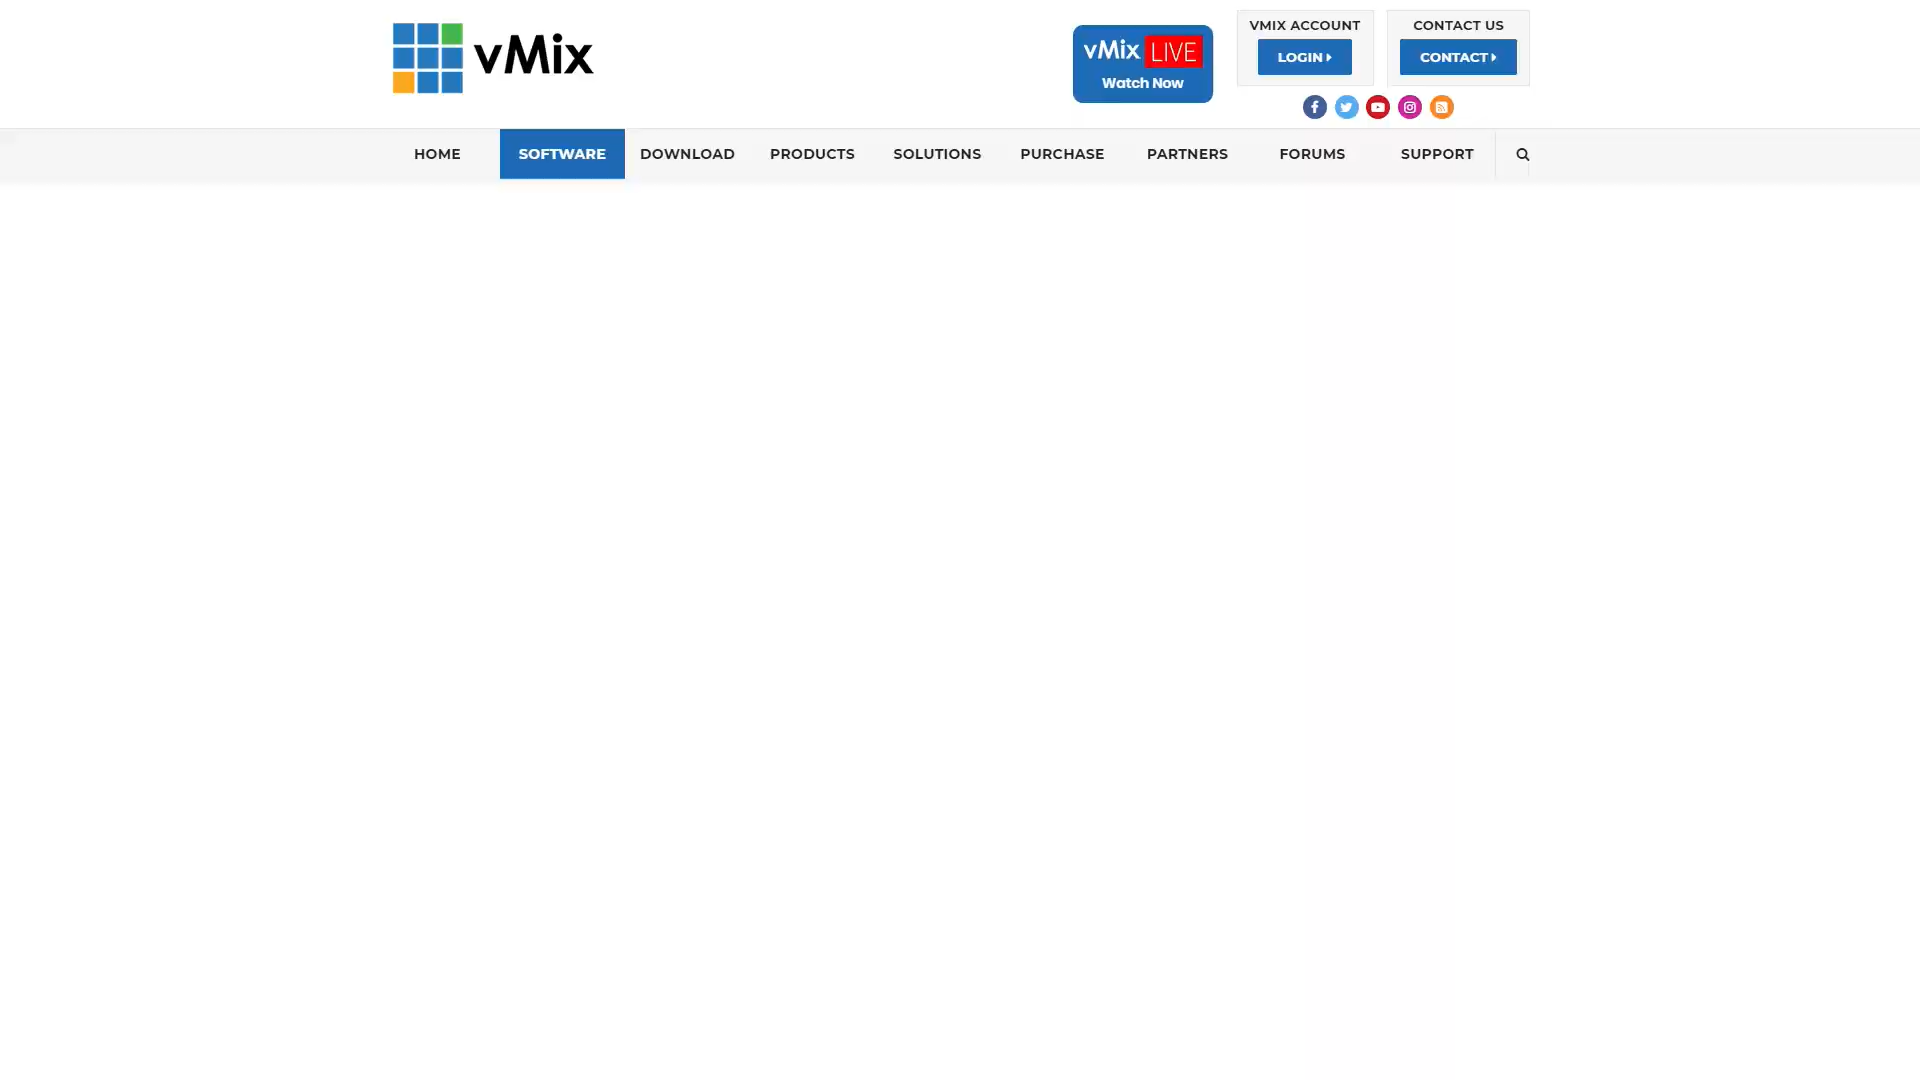 vMix
vMix LIVE
Watch Now
VMIX ACCOUNT
LOGIN
CONTACT US
CONTACT
HOME
SOFTWARE
DOWNLOAD
PRODUCTS
SOLUTIONS
PURCHASE
PARTNERS
FORUMS
SUPPORT